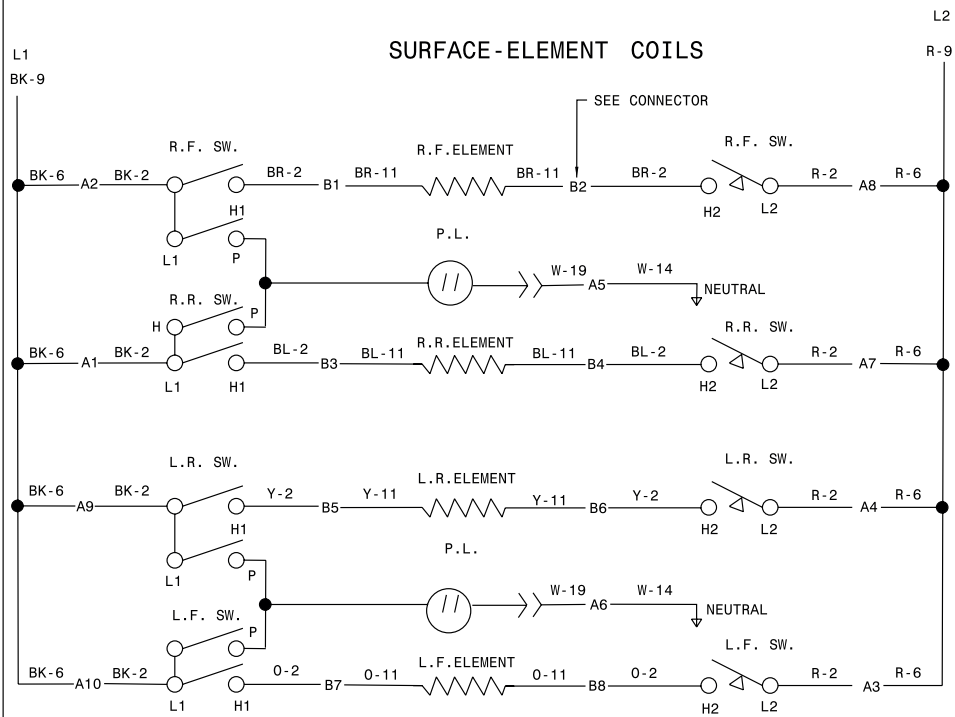 L2
L1
SURFACE-ELEMENT COILS
R-9
BK-9
SEE CONNECTOR
R.F. SW.
R.F.ELEMENT
R.F. SW.
BK-6 A2 BK-2 BR-2 B1 BR-11 BR-11 B2 BR-2 R-2 A8 R-6
H1
H2 L2
P.L.
L1 P
W-19 A5 W-14
NEUTRAL
R.R. SW.
H P
R.R.ELEMENT
R.R. SW.
BK-6 A1 BK-2 BL-2 B3 BL-11 BL-11 B4 BL-2 R-2 A7 R-6
L1 H1
H2 L2
L.R. SW.
L.R.ELEMENT
L.R. SW.
BK-6 A9 BK-2 Y-2 B5 Y-11 Y-11 B6 Y-2 R-2 A4 R-6
H1
H2 L2
P.L.
L1 P
W-19 A6 W-14
NEUTRAL
L.F. SW.
P
L.F.ELEMENT
L.F. SW.
BK-6 A10 BK-2 O-2 B7 O-11 O-11 B8 O-2 R-2 A3 R-6
L1 H1
H2 L2